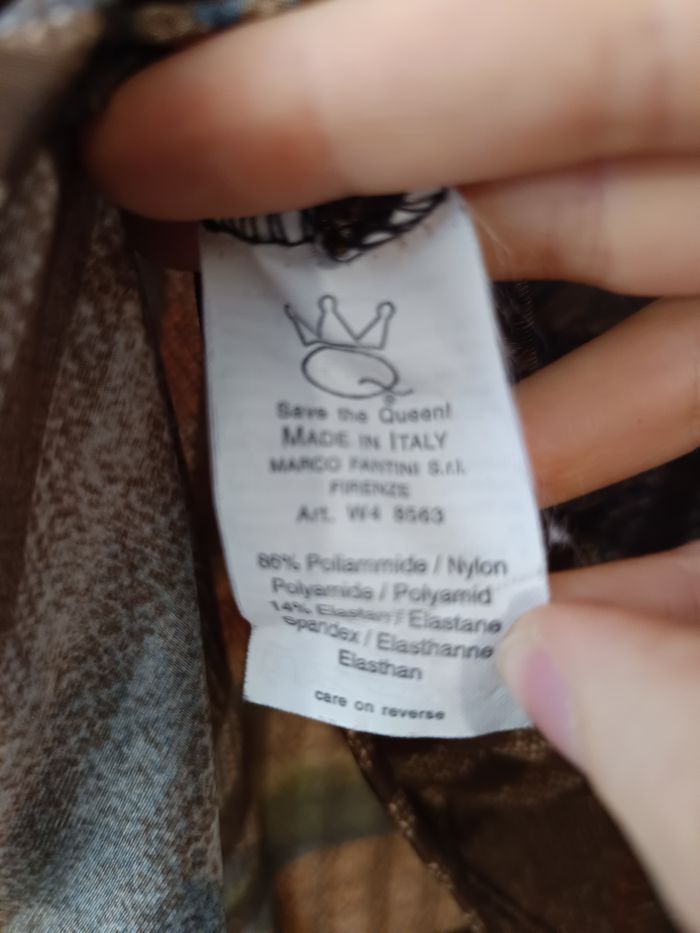 Q
®
Save the Queen!
MADE IN ITALY
MARCO FANTINI S.r.l.
FIRENZE
Art. W4 8563
86% Poliammide / Nylon
Polyamide / Polyamid
14% Elastan / Elastane
Spandex / Elasthanne
Elasthan
care on reverse